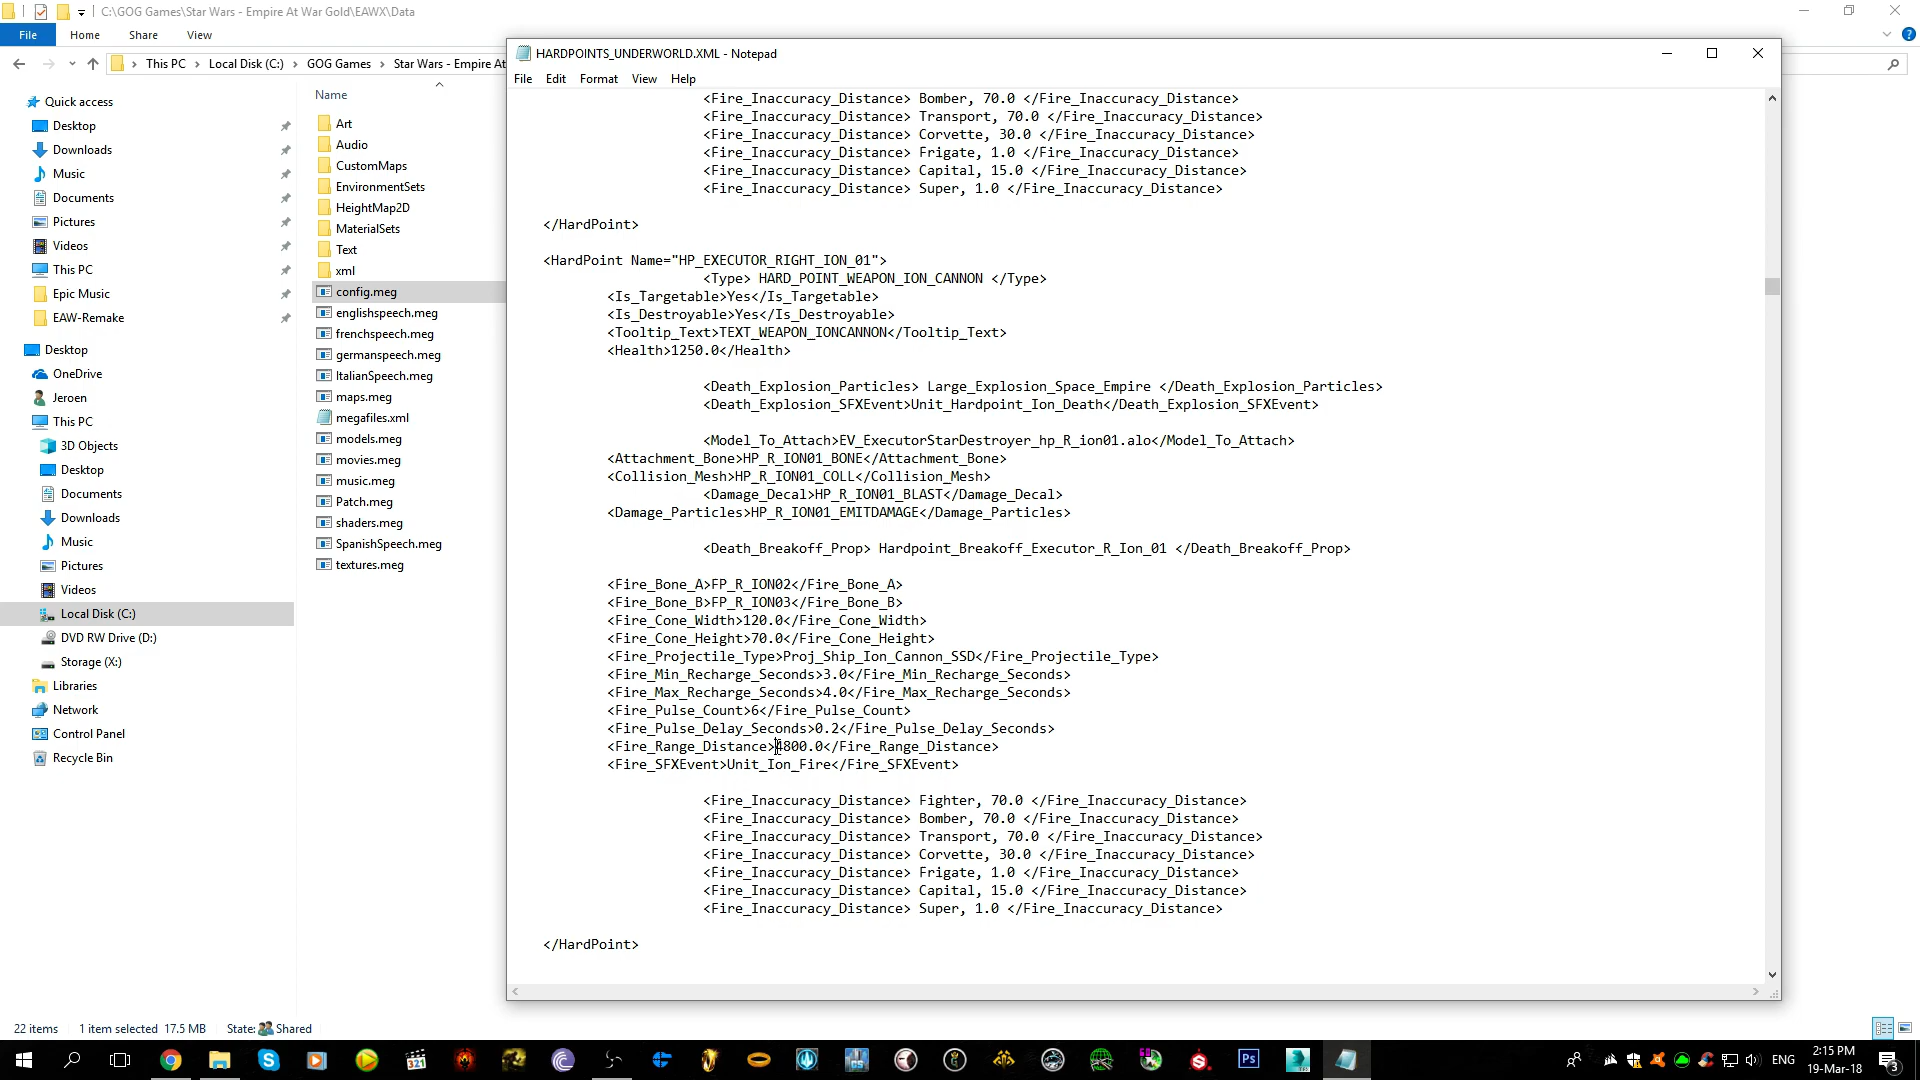 C:\GOG Games\Star Wars - Empire At War Gold\EAWX\Data
File Home Share View
This PC Local Disk (C:) GOG Games Star Wars - Empire At
Quick access
Desktop
Downloads
Music
Documents
Pictures
Videos
This PC
Epic Music
EAW-Remake
Desktop
OneDrive
Jeroen
This PC
3D Objects
Desktop
Documents
Downloads
Music
Pictures
Videos
Local Disk (C:)
DVD RW Drive (D:)
Storage (X:)
Libraries
Network
Control Panel
Recycle Bin
Name
Art
Audio
CustomMaps
EnvironmentSets
HeightMap2D
MaterialSets
Text
xml
config.meg
englishspeech.meg
frenchspeech.meg
germanspeech.meg
ItalianSpeech.meg
maps.meg
megafiles.xml
models.meg
movies.meg
music.meg
Patch.meg
shaders.meg
SpanishSpeech.meg
textures.meg
HARDPOINTS_UNDERWORLD.XML - Notepad
File Edit Format View Help
<Fire_Inaccuracy_Distance> Bomber, 70.0 </Fire_Inaccuracy_Distance>
<Fire_Inaccuracy_Distance> Transport, 70.0 </Fire_Inaccuracy_Distance>
<Fire_Inaccuracy_Distance> Corvette, 30.0 </Fire_Inaccuracy_Distance>
<Fire_Inaccuracy_Distance> Frigate, 1.0 </Fire_Inaccuracy_Distance>
<Fire_Inaccuracy_Distance> Capital, 15.0 </Fire_Inaccuracy_Distance>
<Fire_Inaccuracy_Distance> Super, 1.0 </Fire_Inaccuracy_Distance>
</HardPoint>
<HardPoint Name="HP_EXECUTOR_RIGHT_ION_01">
<Type> HARD_POINT_WEAPON_ION_CANNON </Type>
<Is_Targetable>Yes</Is_Targetable>
<Is_Destroyable>Yes</Is_Destroyable>
<Tooltip_Text>TEXT_WEAPON_IONCANNON</Tooltip_Text>
<Health>1250.0</Health>
<Death_Explosion_Particles> Large_Explosion_Space_Empire </Death_Explosion_Particles>
<Death_Explosion_SFXEvent>Unit_Hardpoint_Ion_Death</Death_Explosion_SFXEvent>
<Model_To_Attach>EV_ExecutorStarDestroyer_hp_R_ion01.alo</Model_To_Attach>
<Attachment_Bone>HP_R_ION01_BONE</Attachment_Bone>
<Collision_Mesh>HP_R_ION01_COLL</Collision_Mesh>
<Damage_Decal>HP_R_ION01_BLAST</Damage_Decal>
<Damage_Particles>HP_R_ION01_EMITDAMAGE</Damage_Particles>
<Death_Breakoff_Prop> Hardpoint_Breakoff_Executor_R_Ion_01 </Death_Breakoff_Prop>
<Fire_Bone_A>FP_R_ION02</Fire_Bone_A>
<Fire_Bone_B>FP_R_ION03</Fire_Bone_B>
<Fire_Cone_Width>120.0</Fire_Cone_Width>
<Fire_Cone_Height>70.0</Fire_Cone_Height>
<Fire_Projectile_Type>Proj_Ship_Ion_Cannon_SSD</Fire_Projectile_Type>
<Fire_Min_Recharge_Seconds>3.0</Fire_Min_Recharge_Seconds>
<Fire_Max_Recharge_Seconds>4.0</Fire_Max_Recharge_Seconds>
<Fire_Pulse_Count>6</Fire_Pulse_Count>
<Fire_Pulse_Delay_Seconds>0.2</Fire_Pulse_Delay_Seconds>
<Fire_Range_Distance>4800.0</Fire_Range_Distance>
<Fire_SFXEvent>Unit_Ion_Fire</Fire_SFXEvent>
<Fire_Inaccuracy_Distance> Fighter, 70.0 </Fire_Inaccuracy_Distance>
<Fire_Inaccuracy_Distance> Bomber, 70.0 </Fire_Inaccuracy_Distance>
<Fire_Inaccuracy_Distance> Transport, 70.0 </Fire_Inaccuracy_Distance>
<Fire_Inaccuracy_Distance> Corvette, 30.0 </Fire_Inaccuracy_Distance>
<Fire_Inaccuracy_Distance> Frigate, 1.0 </Fire_Inaccuracy_Distance>
<Fire_Inaccuracy_Distance> Capital, 15.0 </Fire_Inaccuracy_Distance>
<Fire_Inaccuracy_Distance> Super, 1.0 </Fire_Inaccuracy_Distance>
</HardPoint>
22 items 1 item selected 17.5 MB State: Shared
321
Ps
ENG
2:15 PM
19-Mar-18
3